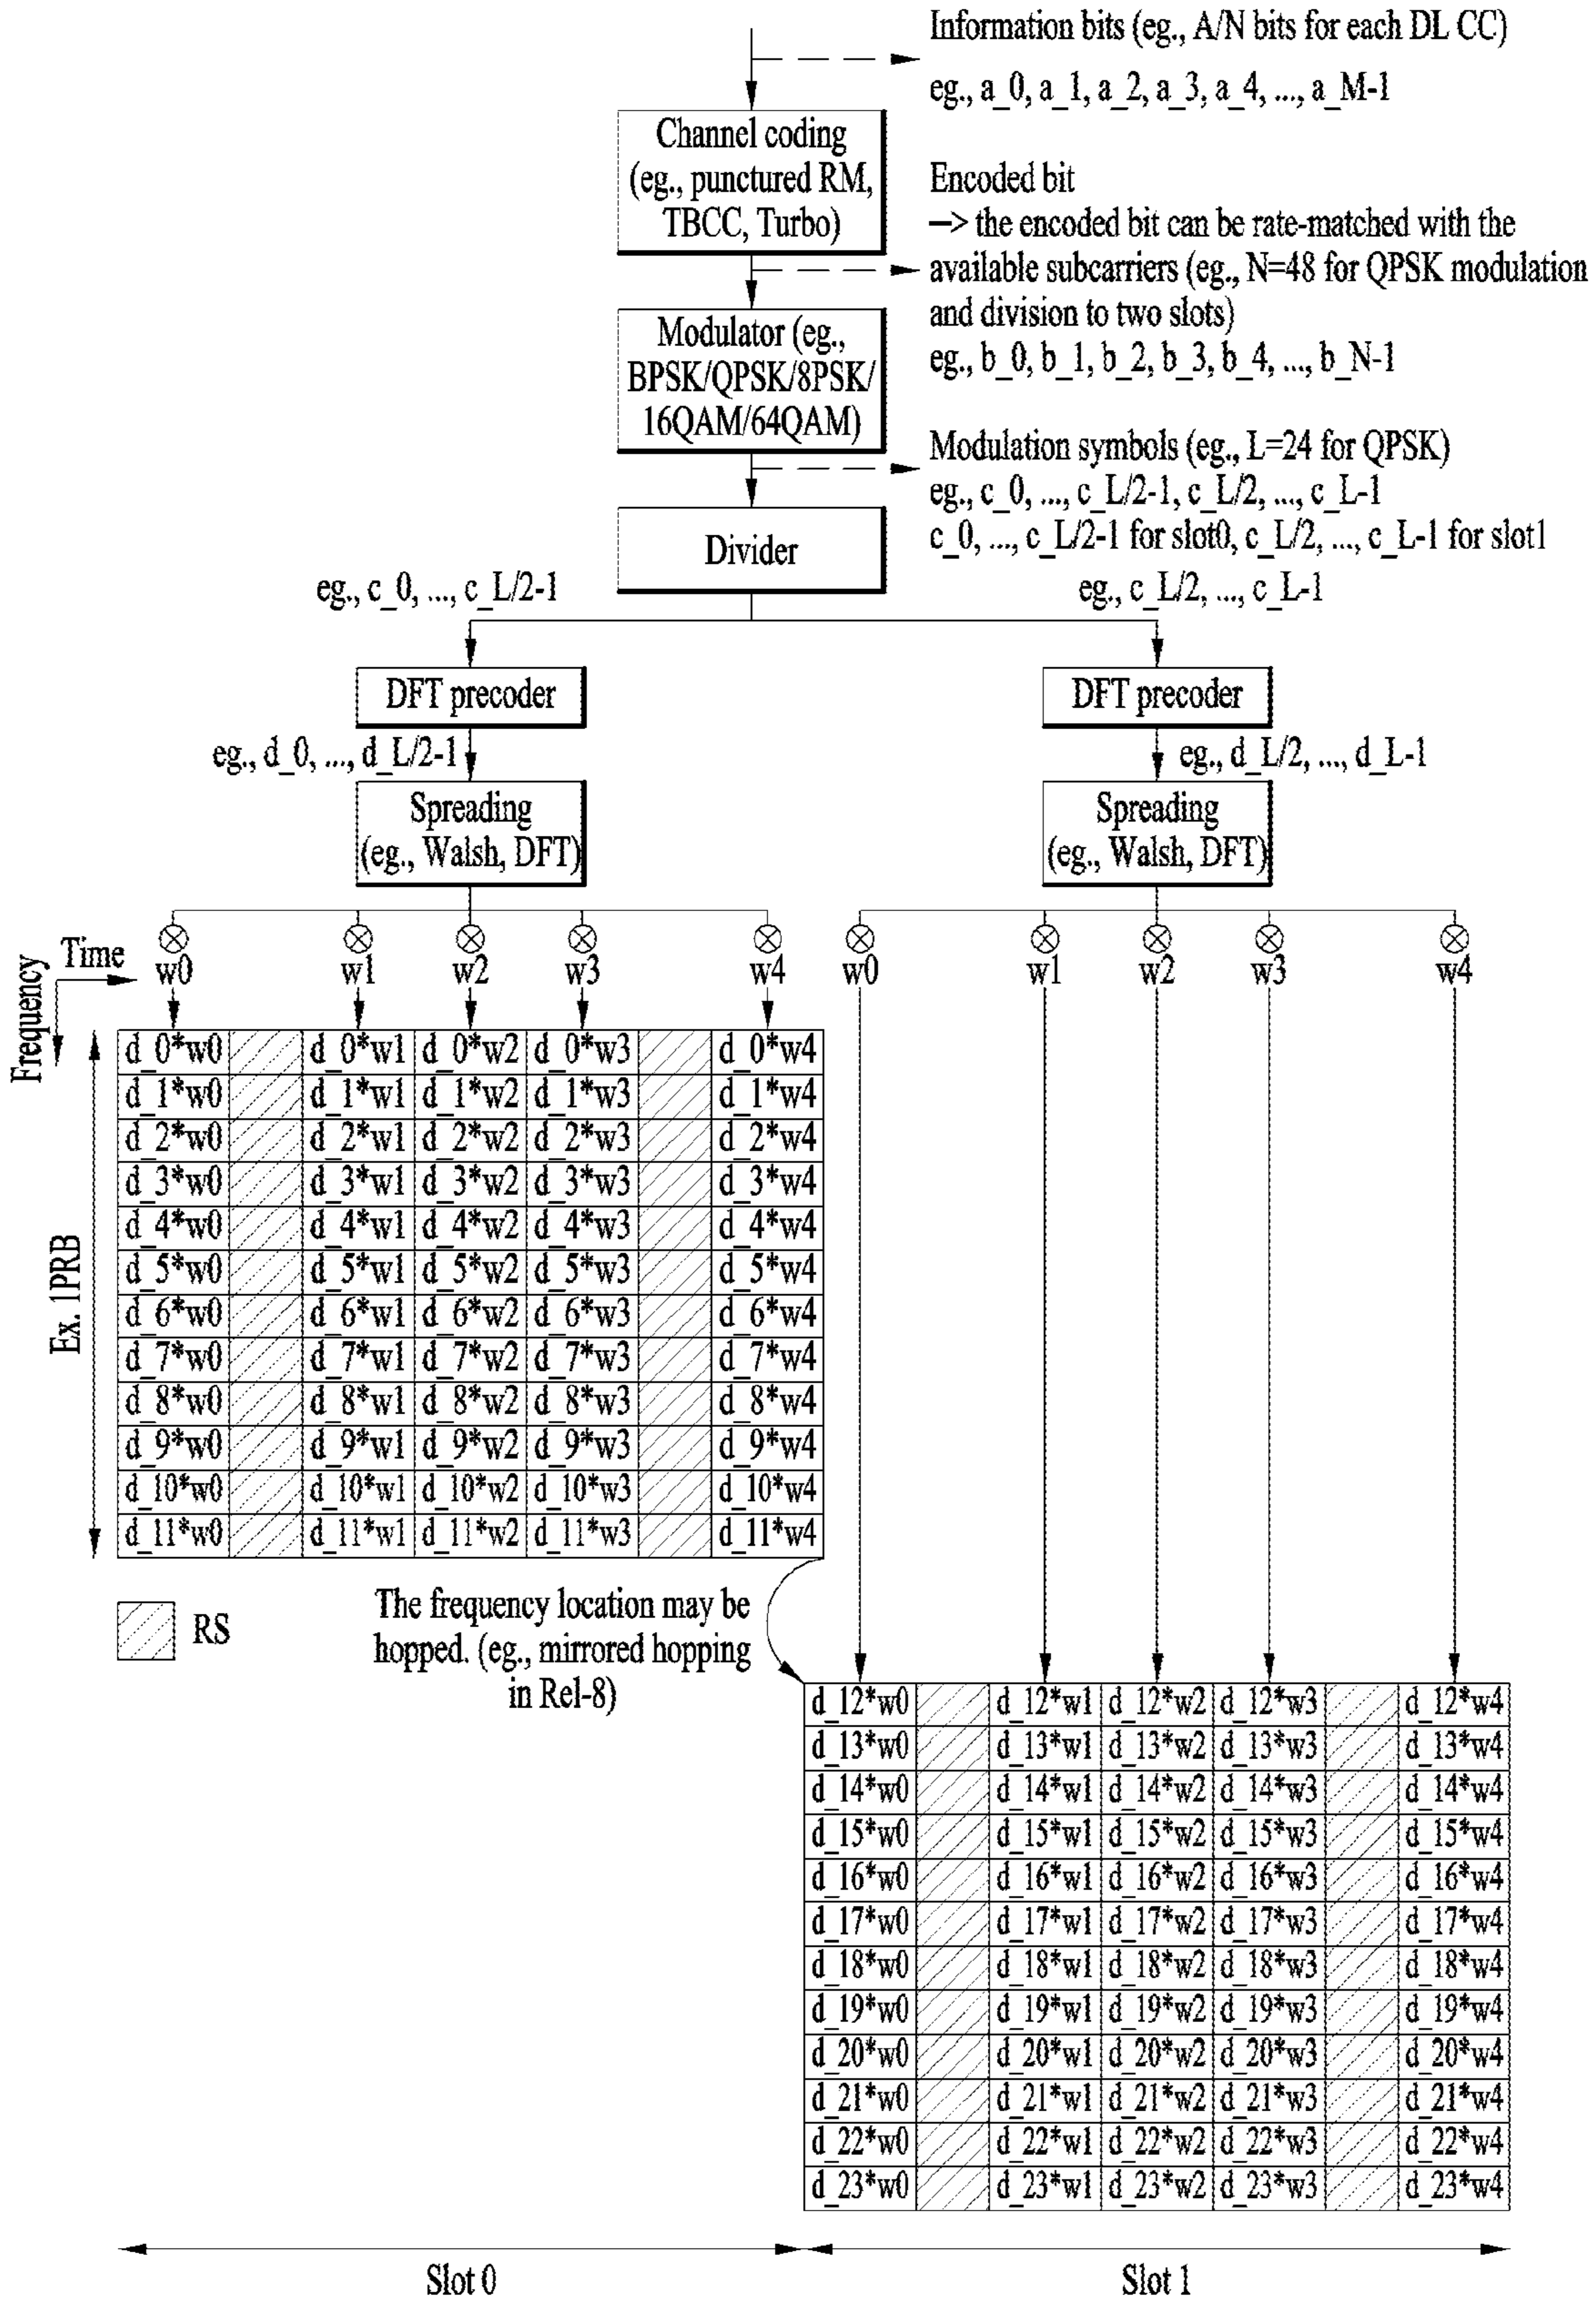 Information bits (eg., A/N bits for each DL CC)
eg., a_0, a_1, a_2, a_3, a_4, ..., a_M-1
Channel coding
(eg., punctured RM,
TBCC, Turbo)
Encoded bit
—> the encoded bit can be rate-matched with the
available subcarriers (eg., N=48 for QPSK modulation
and division to two slots)
eg., b_0, b_1, b_2, b_3, b_4, ..., b_N-1
Modulator (eg.,
BPSK/QPSK/8PSK/
16QAM/64QAM)
Modulation symbols (eg., L=24 for QPSK)
eg., c_0, ..., c_L/2-1, c_L/2, ..., c_L-1
c_0, ..., c_L/2-1 for slot0, c_L/2, ..., c_L-1 for slot1
Divider
eg., c_0, ..., c_L/2-1
eg., c_L/2, ..., c_L-1
DFT precoder
DFT precoder
eg., d_0, ..., d_L/2-1
eg., d_L/2, ..., d_L-1
Spreading
(eg., Walsh, DFT)
Spreading
(eg., Walsh, DFT)
Time
Frequency
w0 w1 w2 w3 w4 w0 w1 w2 w3 w4
d_0*w0 d_0*w1 d_0*w2 d_0*w3 d_0*w4
d_1*w0 d_1*w1 d_1*w2 d_1*w3 d_1*w4
d_2*w0 d_2*w1 d_2*w2 d_2*w3 d_2*w4
d_3*w0 d_3*w1 d_3*w2 d_3*w3 d_3*w4
d_4*w0 d_4*w1 d_4*w2 d_4*w3 d_4*w4
d_5*w0 d_5*w1 d_5*w2 d_5*w3 d_5*w4
d_6*w0 d_6*w1 d_6*w2 d_6*w3 d_6*w4
d_7*w0 d_7*w1 d_7*w2 d_7*w3 d_7*w4
d_8*w0 d_8*w1 d_8*w2 d_8*w3 d_8*w4
d_9*w0 d_9*w1 d_9*w2 d_9*w3 d_9*w4
d_10*w0 d_10*w1 d_10*w2 d_10*w3 d_10*w4
d_11*w0 d_11*w1 d_11*w2 d_11*w3 d_11*w4
Ex. 1PRB
RS
The frequency location may be
hopped. (eg., mirrored hopping
in Rel-8)
d_12*w0 d_12*w1 d_12*w2 d_12*w3 d_12*w4
d_13*w0 d_13*w1 d_13*w2 d_13*w3 d_13*w4
d_14*w0 d_14*w1 d_14*w2 d_14*w3 d_14*w4
d_15*w0 d_15*w1 d_15*w2 d_15*w3 d_15*w4
d_16*w0 d_16*w1 d_16*w2 d_16*w3 d_16*w4
d_17*w0 d_17*w1 d_17*w2 d_17*w3 d_17*w4
d_18*w0 d_18*w1 d_18*w2 d_18*w3 d_18*w4
d_19*w0 d_19*w1 d_19*w2 d_19*w3 d_19*w4
d_20*w0 d_20*w1 d_20*w2 d_20*w3 d_20*w4
d_21*w0 d_21*w1 d_21*w2 d_21*w3 d_21*w4
d_22*w0 d_22*w1 d_22*w2 d_22*w3 d_22*w4
d_23*w0 d_23*w1 d_23*w2 d_23*w3 d_23*w4
Slot 0
Slot 1